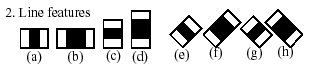 2. Line features
(a) (b) (c) (d) (e) (f) (g) (h)